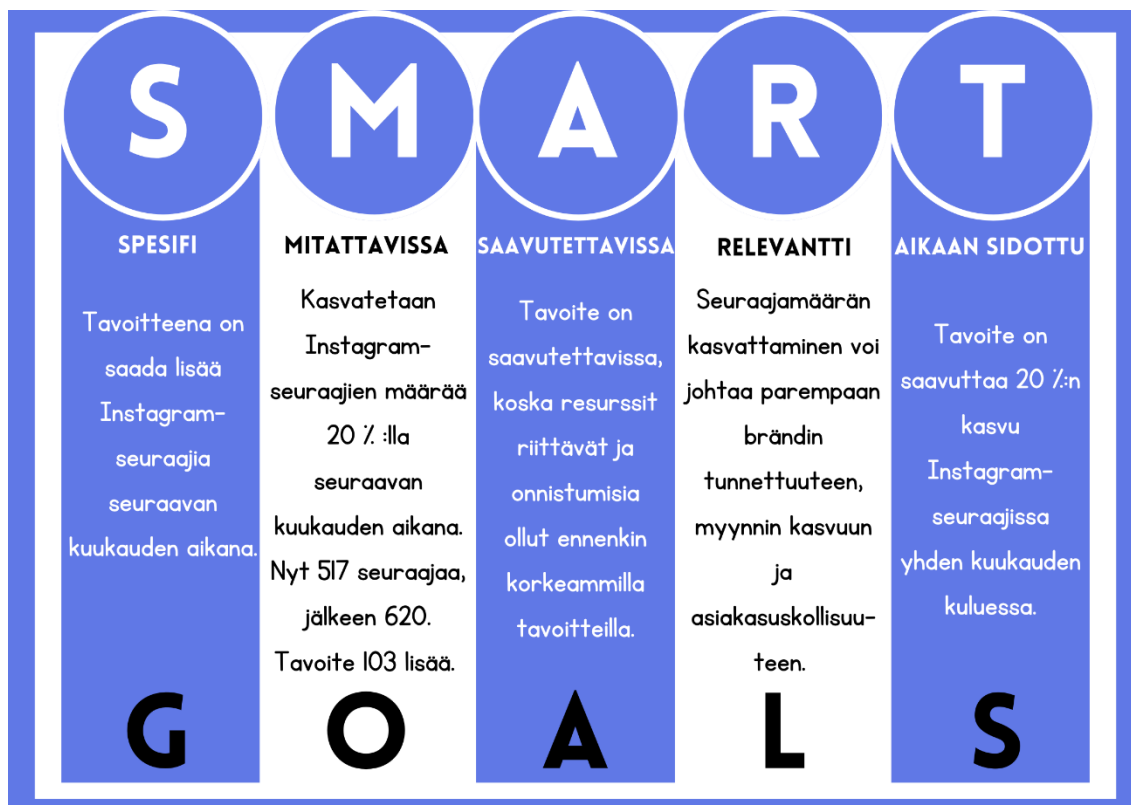 S
SPESIFI
Tavoitteena on
saada lisää
Instagram-
seuraajia
seuraavan
kuukauden aikana.
G
M
MITATTAVISSA
Kasvatetaan
Instagram-
seuraajien määrää
20 % :lla
seuraavan
kuukauden aikana.
Nyt 517 seuraajaa,
jälkeen 620.
Tavoite 103 lisää.
O
A
SAAVUTETTAVISSA
Tavoite on
saavutettavissa,
koska resurssit
riittävät ja
onnistumisia
ollut ennenkin
korkeammilla
tavoitteilla.
A
R
RELEVANTTI
Seuraajamäärän
kasvattaminen voi
johtaa parempaan
brändin
tunnettuuteen,
myynnin kasvuun
ja
asiakasuskollisuu-
teen.
L
T
AIKAAN SIDOTTU
Tavoite on
saavuttaa 20 %:n
kasvu
Instagram-
seuraajissa
yhden kuukauden
kuluessa.
S